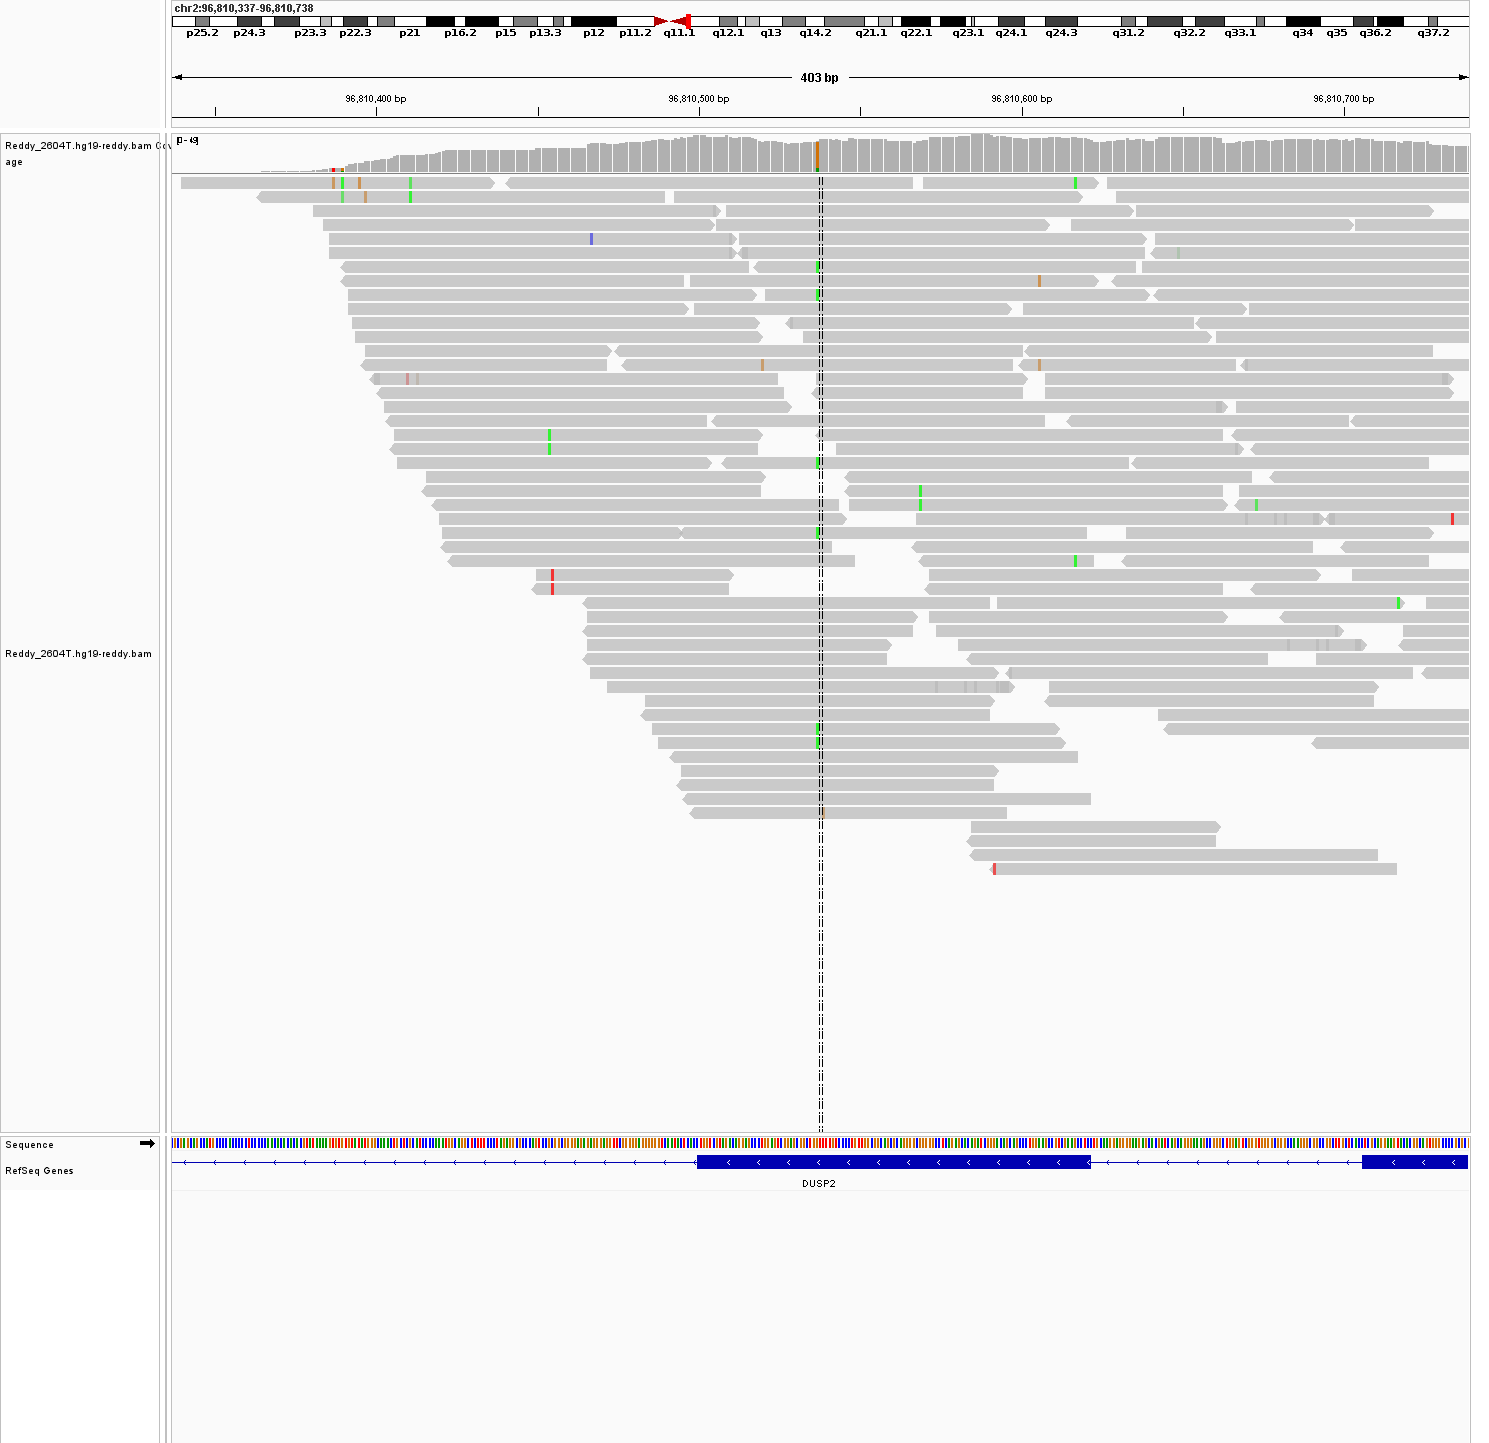 chr2:96,810,337-96,810,738
p25.2 p24.3 p23.3 p22.3 p21 p16.2 p15 p13.3 p12 p11.2 q11.1 q12.1 q13 q14.2 q21.1 q22.1 q23.1 q24.1 q24.3 q31.2 q32.2 q33.1 q34 q35 q36.2 q37.2
403 bp
96,810,400 bp 96,810,500 bp 96,810,600 bp 96,810,700 bp
Reddy_2604T.hg19-reddy.bam Cov
age
Reddy_2604T.hg19-reddy.bam
Sequence
RefSeq Genes
DUSP2